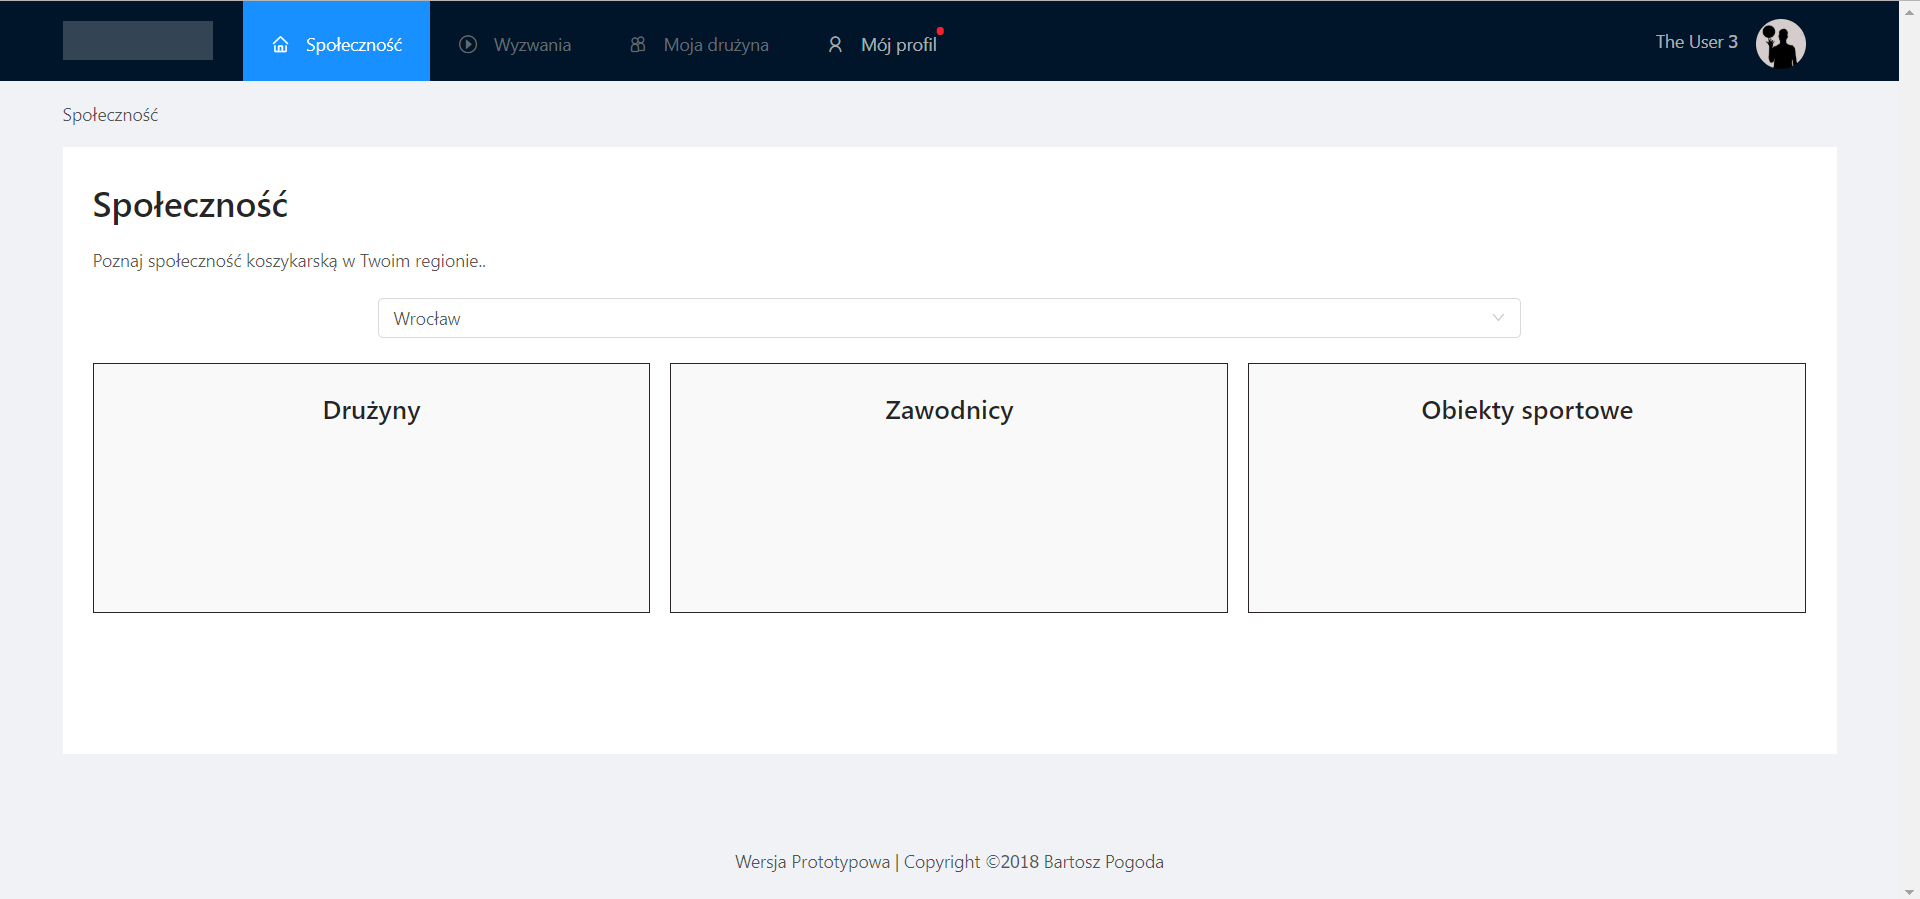 Społeczność
Wyzwania
Moja drużyna
Mój profil
The User 3
Społeczność
Społeczność
Poznaj społeczność koszykarską w Twoim regionie..
Wrocław
Drużyny
Zawodnicy
Obiekty sportowe
Wersja Prototypowa | Copyright ©2018 Bartosz Pogoda